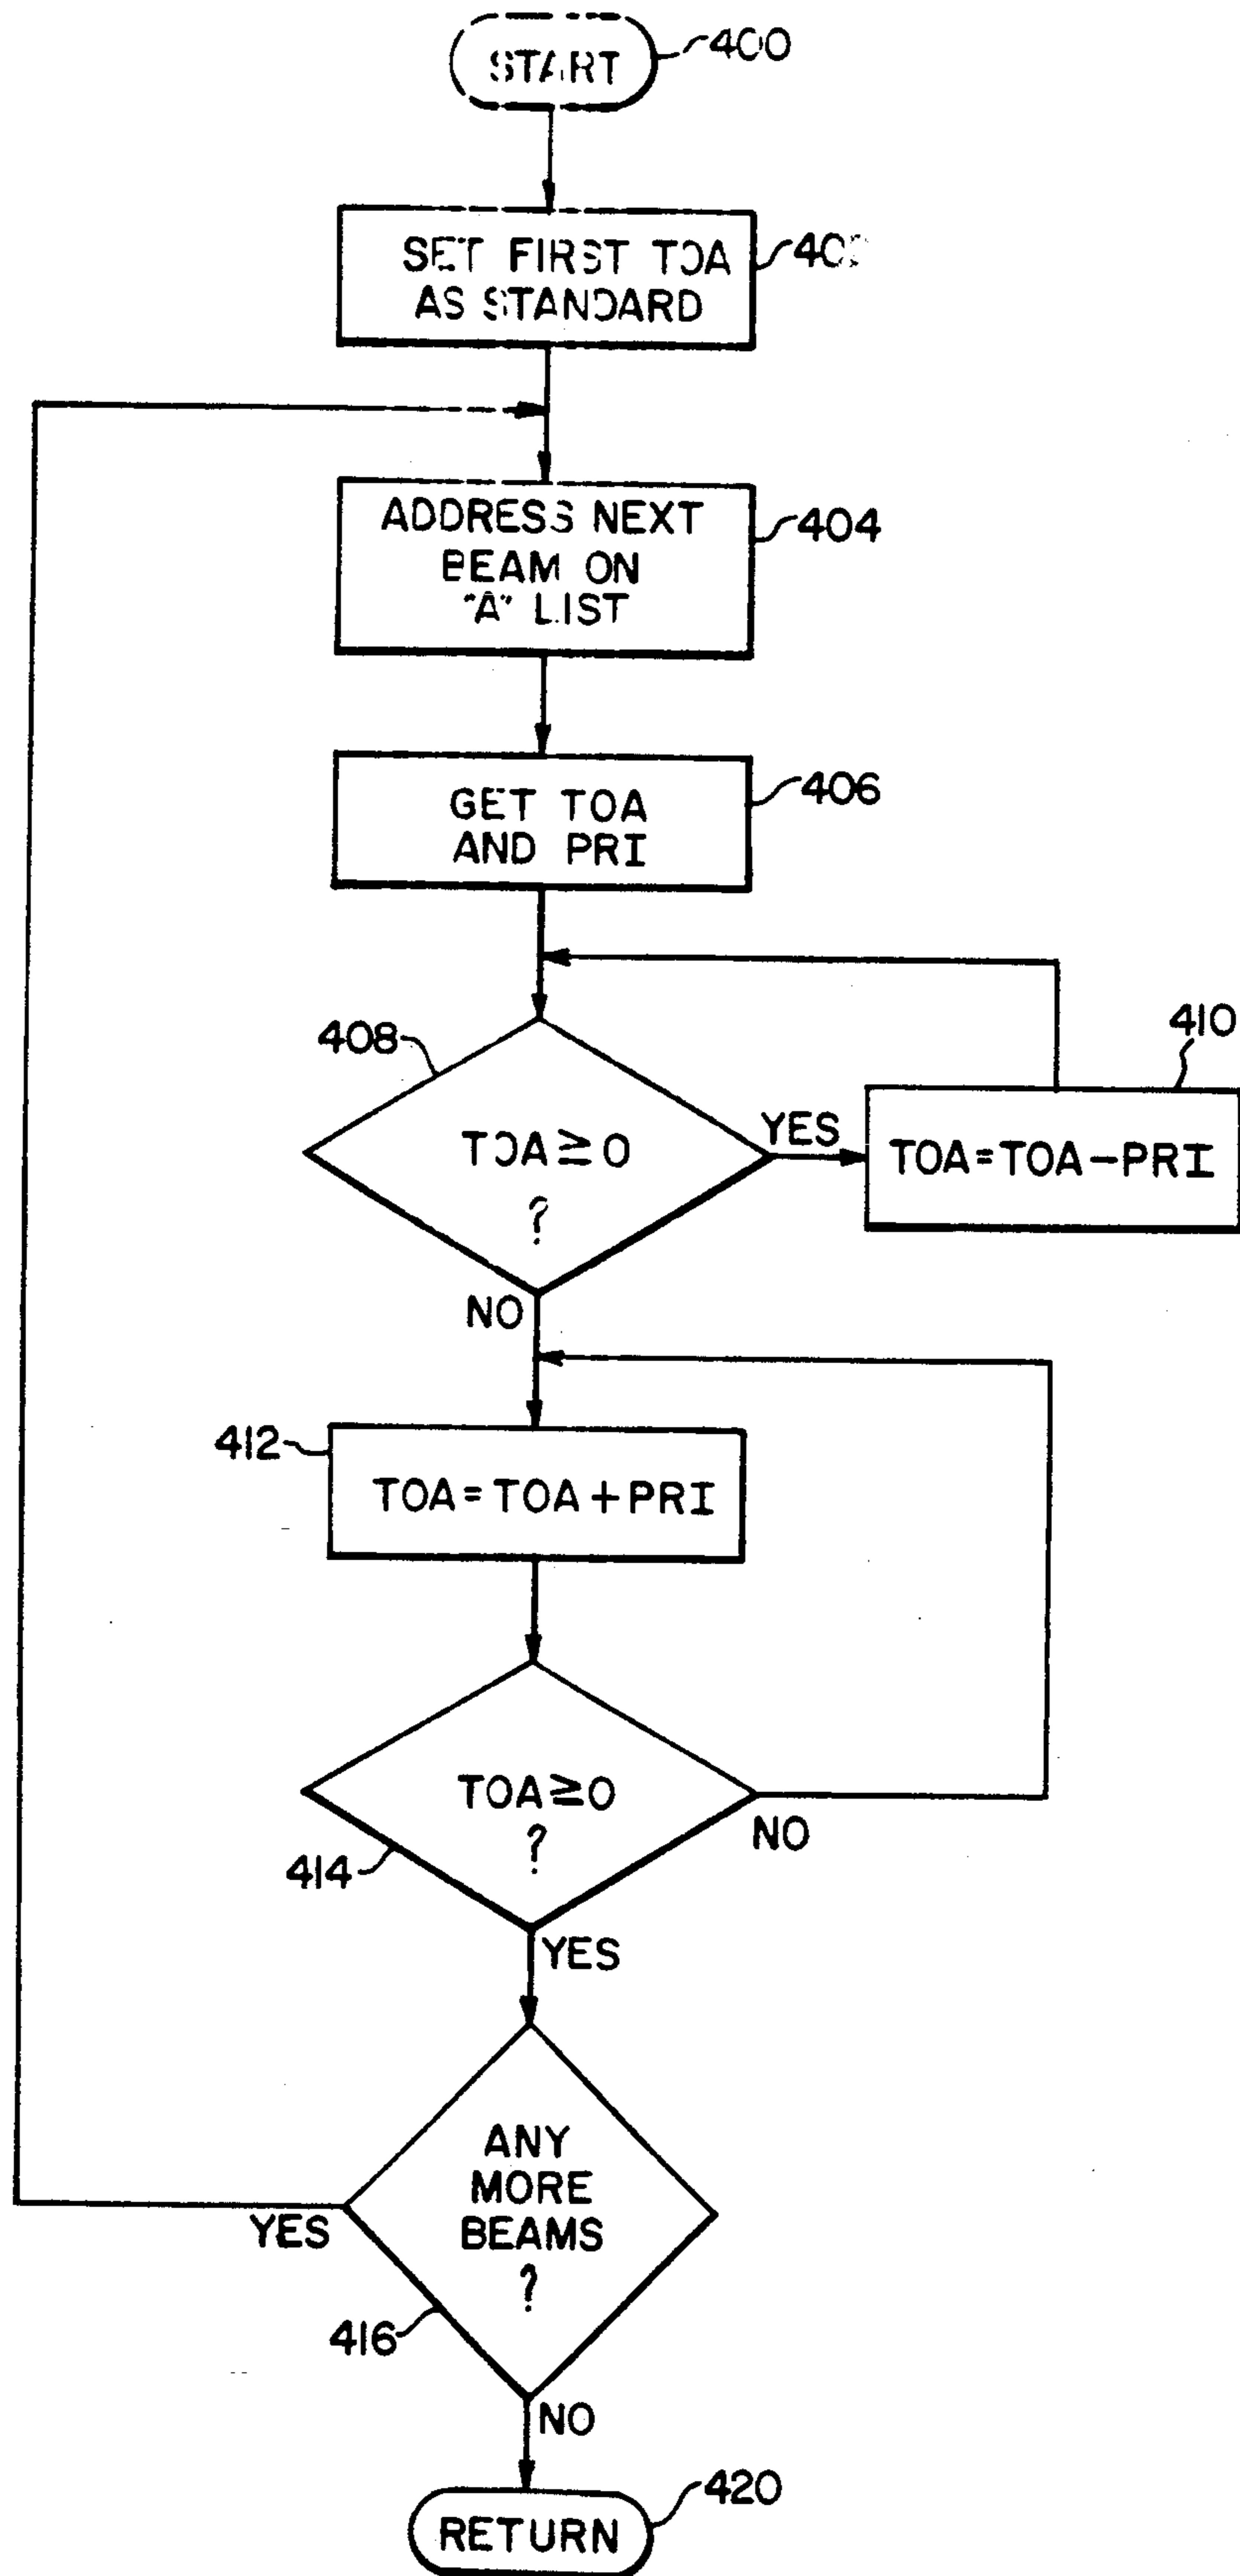 START
400
SET FIRST TOA
AS STANDARD
ADDRESS NEXT
BEAM ON
"A" LIST
404
GET TOA
AND PRI
406
408
TOA ≧ 0
?
YES
410
TOA = TOA – PRI
NO
412
TOA = TOA + PRI
TOA ≧ 0
?
414
NO
YES
ANY
MORE
BEAMS
?
YES
416
NO
RETURN
420